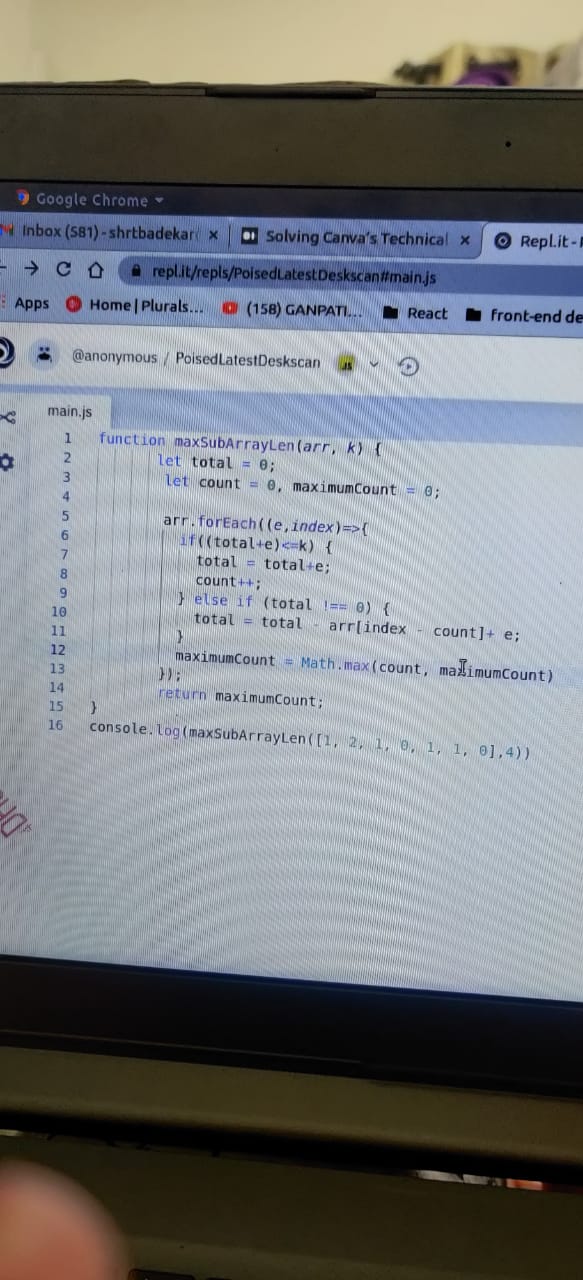 Google Chrome
Inbox (581) - shrtbadekar × Solving Canva's Technical × Repl.it -
repl.it/repls/PoisedLatestDeskscan#main.js
Apps Home | Plurals... (158) GANPATI... React front-end de
@anonymous / PoisedLatestDeskscan JS
main.js
1 function maxSubArrayLen(arr, k) {
2 let total = 0;
3 let count = 0, maximumCount = 0;
4
5 arr.forEach((e,index)=>{
6 if((total+e)<=k) {
7 total = total+e;
8 count++;
9 } else if (total !== 0) {
10 total = total - arr[index - count]+ e;
11 }
12 maximumCount = Math.max(count, maximumCount)
13 });
14 return maximumCount;
15 }
16 console.log(maxSubArrayLen([1, 2, 1, 0, 1, 1, 0],4))